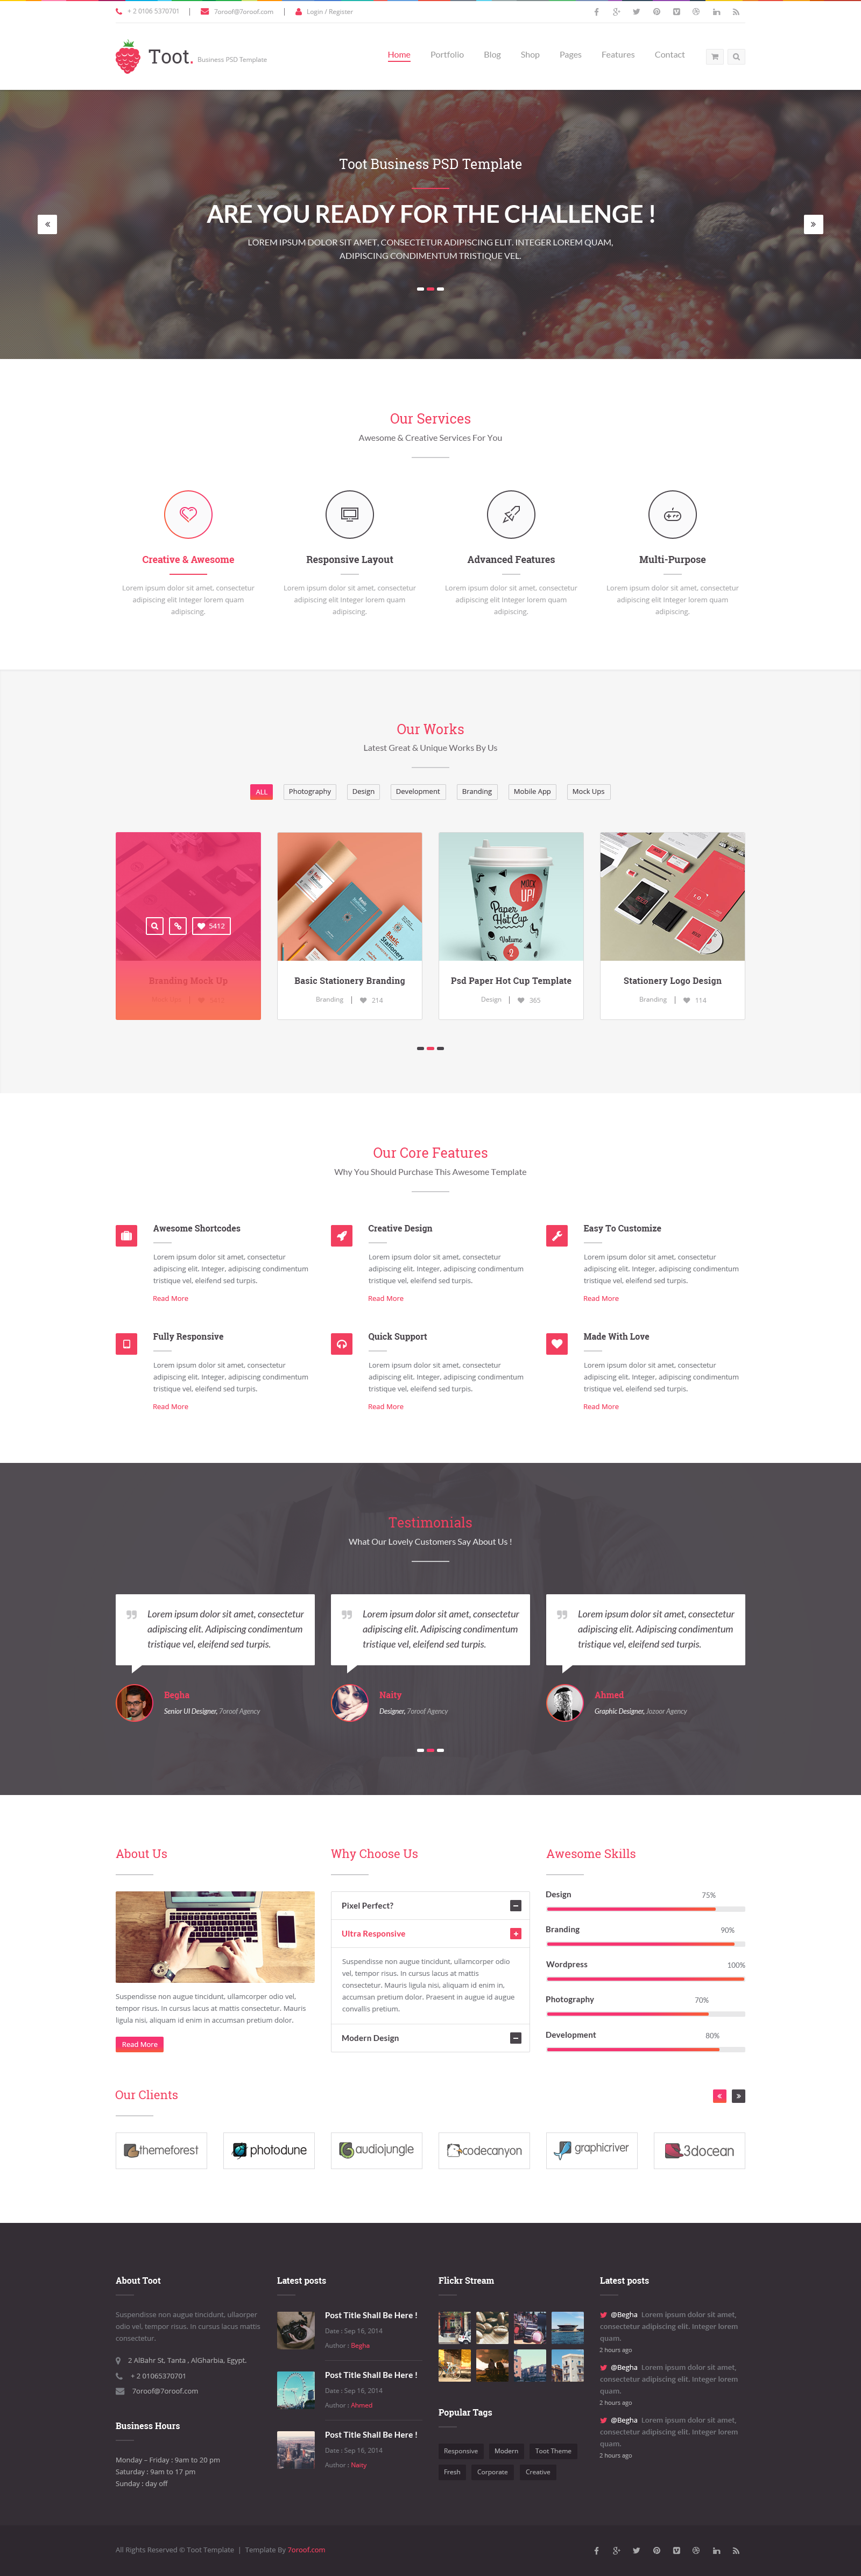 + 2 0106 5370701
7oroof@7oroof.com
Login / Register
Toot.
Business PSD Template
Home
Portfolio
Blog
Shop
Pages
Features
Contact
Toot Business PSD Template
ARE YOU READY FOR THE CHALLENGE !
LOREM IPSUM DOLOR SIT AMET, CONSECTETUR ADIPISCING ELIT. INTEGER LOREM QUAM,
ADIPISCING CONDIMENTUM TRISTIQUE VEL.
Our Services
Awesome & Creative Services For You
Creative & Awesome
Lorem ipsum dolor sit amet, consectetur
adipiscing elit Integer lorem quam
adipiscing.
Responsive Layout
Lorem ipsum dolor sit amet, consectetur
adipiscing elit Integer lorem quam
adipiscing.
Advanced Features
Lorem ipsum dolor sit amet, consectetur
adipiscing elit Integer lorem quam
adipiscing.
Multi-Purpose
Lorem ipsum dolor sit amet, consectetur
adipiscing elit Integer lorem quam
adipiscing.
Our Works
Latest Great & Unique Works By Us
ALL
Photography
Design
Development
Branding
Mobile App
Mock Ups
5412
Branding Mock Up
Basic Stationery Branding
Branding
214
MOCK UP!
Paper Hot Cup
Volume 2
Psd Paper Hot Cup Template
Design
365
Stationery Logo Design
Branding
114
Our Core Features
Why You Should Purchase This Awesome Template
Awesome Shortcodes
Lorem ipsum dolor sit amet, consectetur
adipiscing elit. Integer, adipiscing condimentum
tristique vel, eleifend sed turpis.
Read More
Creative Design
Lorem ipsum dolor sit amet, consectetur
adipiscing elit. Integer, adipiscing condimentum
tristique vel, eleifend sed turpis.
Read More
Easy To Customize
Lorem ipsum dolor sit amet, consectetur
adipiscing elit. Integer, adipiscing condimentum
tristique vel, eleifend sed turpis.
Read More
Fully Responsive
Lorem ipsum dolor sit amet, consectetur
adipiscing elit. Integer, adipiscing condimentum
tristique vel, eleifend sed turpis.
Read More
Quick Support
Lorem ipsum dolor sit amet, consectetur
adipiscing elit. Integer, adipiscing condimentum
tristique vel, eleifend sed turpis.
Read More
Made With Love
Lorem ipsum dolor sit amet, consectetur
adipiscing elit. Integer, adipiscing condimentum
tristique vel, eleifend sed turpis.
Read More
Testimonials
What Our Lovely Customers Say About Us !
Lorem ipsum dolor sit amet, consectetur
adipiscing elit. Adipiscing condimentum
tristique vel, eleifend sed turpis.
Begha
Senior UI Designer, 7oroof Agency
Lorem ipsum dolor sit amet, consectetur
adipiscing elit. Adipiscing condimentum
tristique vel, eleifend sed turpis.
Naity
Designer, 7oroof Agency
Lorem ipsum dolor sit amet, consectetur
adipiscing elit. Adipiscing condimentum
tristique vel, eleifend sed turpis.
Ahmed
Graphic Designer, Jozoor Agency
About Us
Suspendisse non augue tincidunt, ullamcorper odio vel,
tempor risus. In cursus lacus at mattis consectetur. Mauris
ligula nisi, aliquam id enim in accumsan pretium dolor.
Read More
Why Choose Us
Pixel Perfect?
Ultra Responsive
Suspendisse non augue tincidunt, ullamcorper odio
vel, tempor risus. In cursus lacus at mattis
consectetur. Mauris ligula nisi, aliquam id enim in,
accumsan pretium dolor. Praesent in augue id augue
convallis pretium.
Modern Design
Awesome Skills
Design 75%
Branding 90%
Wordpress 100%
Photography 70%
Development 80%
Our Clients
themeforest
photodune
audiojungle
codecanyon
graphicriver
3docean
About Toot
Suspendisse non augue tincidunt, ullaorper
odio vel, tempor risus. In cursus lacus mattis
consectetur.
2 AlBahr St, Tanta , AlGharbia, Egypt.
+ 2 01065370701
7oroof@7oroof.com
Business Hours
Monday – Friday : 9am to 20 pm
Saturday : 9am to 17 pm
Sunday : day off
Latest posts
Post Title Shall Be Here !
Date : Sep 16, 2014
Author : Begha
Post Title Shall Be Here !
Date : Sep 16, 2014
Author : Ahmed
Post Title Shall Be Here !
Date : Sep 16, 2014
Author : Naity
Flickr Stream
Popular Tags
Responsive
Modern
Toot Theme
Fresh
Corporate
Creative
Latest posts
@Begha Lorem ipsum dolor sit amet,
consectetur adipiscing elit. Integer lorem
quam.
2 hours ago
@Begha Lorem ipsum dolor sit amet,
consectetur adipiscing elit. Integer lorem
quam.
2 hours ago
@Begha Lorem ipsum dolor sit amet,
consectetur adipiscing elit. Integer lorem
quam.
2 hours ago
All Rights Reserved © Toot Template | Template By 7oroof.com